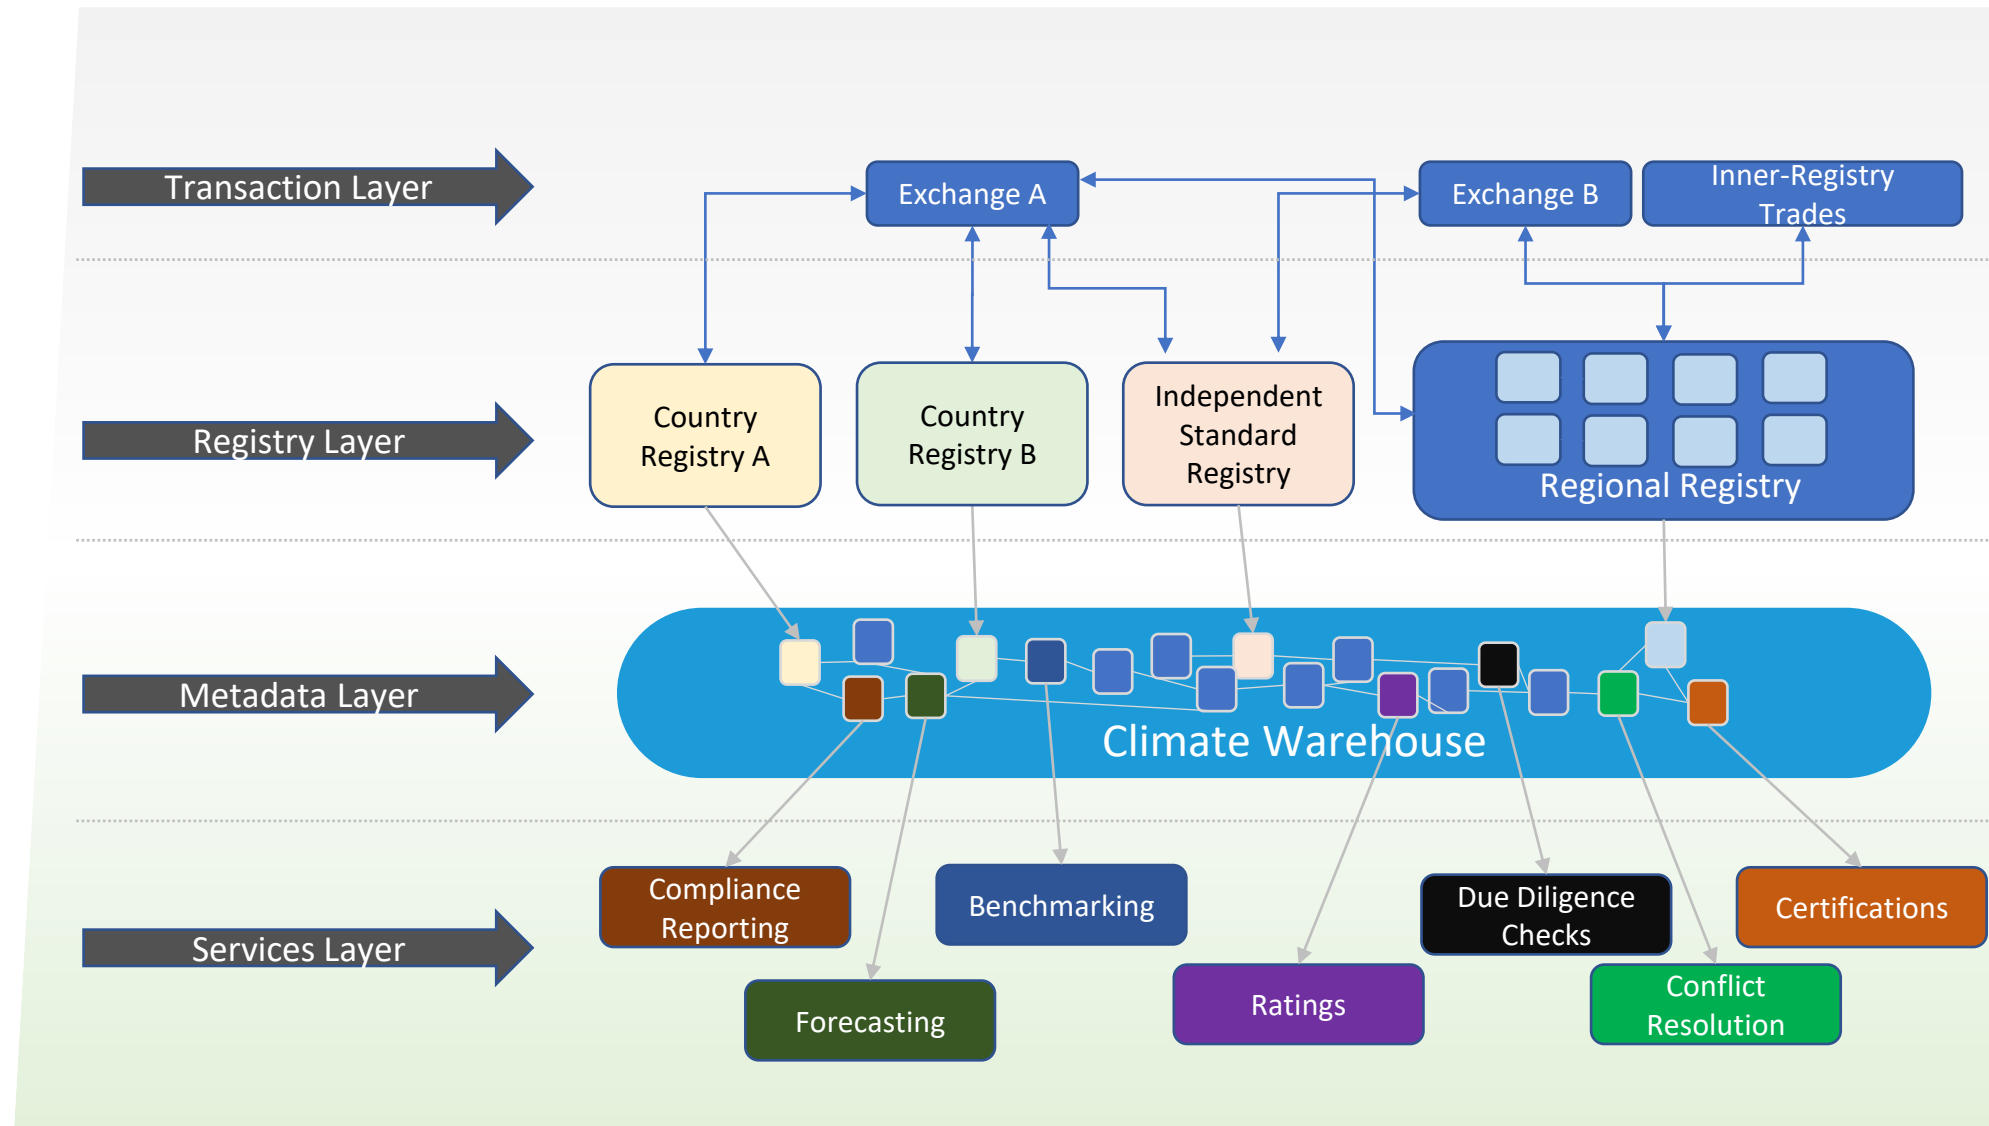 Transaction Layer
Exchange A
Exchange B
Inner-Registry
Trades
Registry Layer
Country
Registry A
Country
Registry B
Independent
Standard
Registry
Regional Registry
Metadata Layer
Climate Warehouse
Services Layer
Compliance
Reporting
Benchmarking
Due Diligence
Checks
Certifications
Forecasting
Ratings
Conflict
Resolution